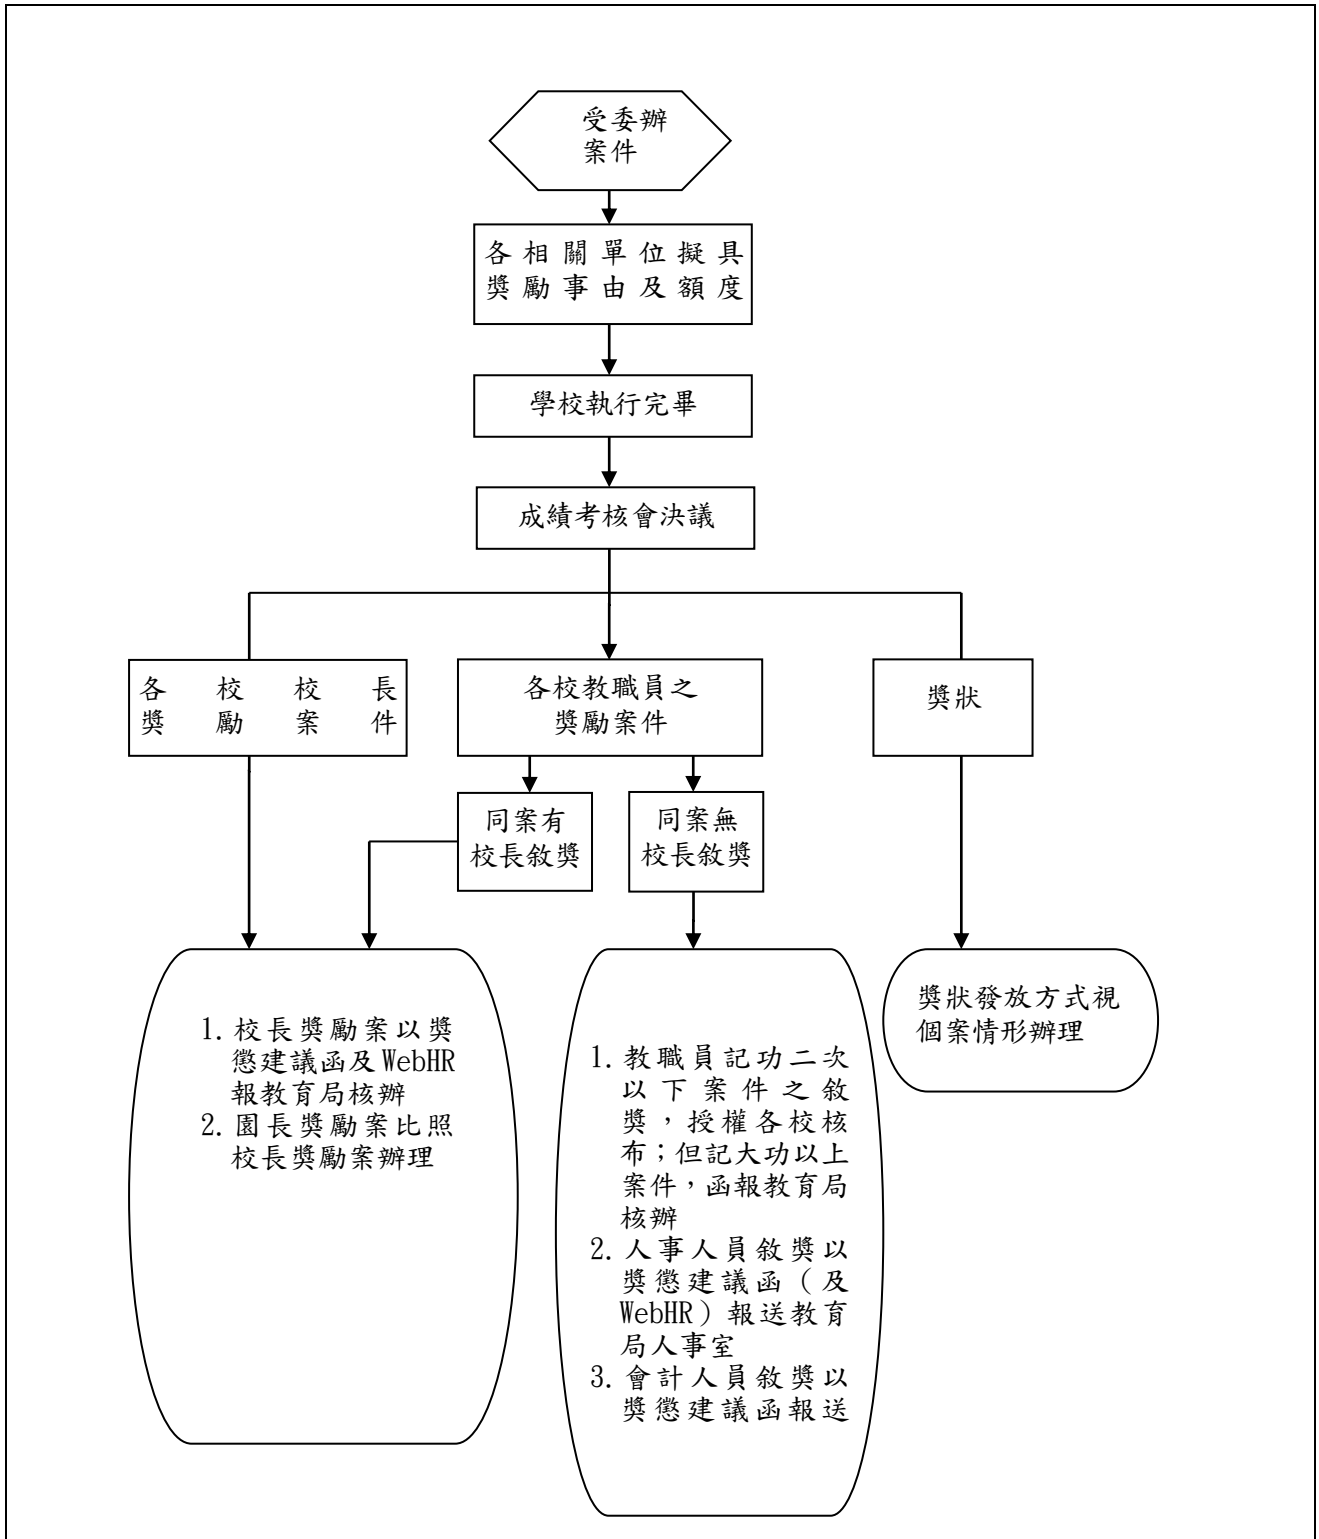 受委辦
案件
各相關單位擬具
獎勵事由及額度
學校執行完畢
成績考核會決議
各校校長
獎勵案件
各校教職員之
獎勵案件
獎狀
同案有
校長敘獎
同案無
校長敘獎
1. 校長獎勵案以獎
懲建議函及WebHR
報教育局核辦
2. 園長獎勵案比照
校長獎勵案辦理
1. 教職員記功二次
以下案件之敘
獎，授權各校核
布；但記大功以上
案件，函報教育局
核辦
2. 人事人員敘獎以
獎懲建議函（及
WebHR）報送教育
局人事室
3. 會計人員敘獎以
獎懲建議函報送
獎狀發放方式視
個案情形辦理